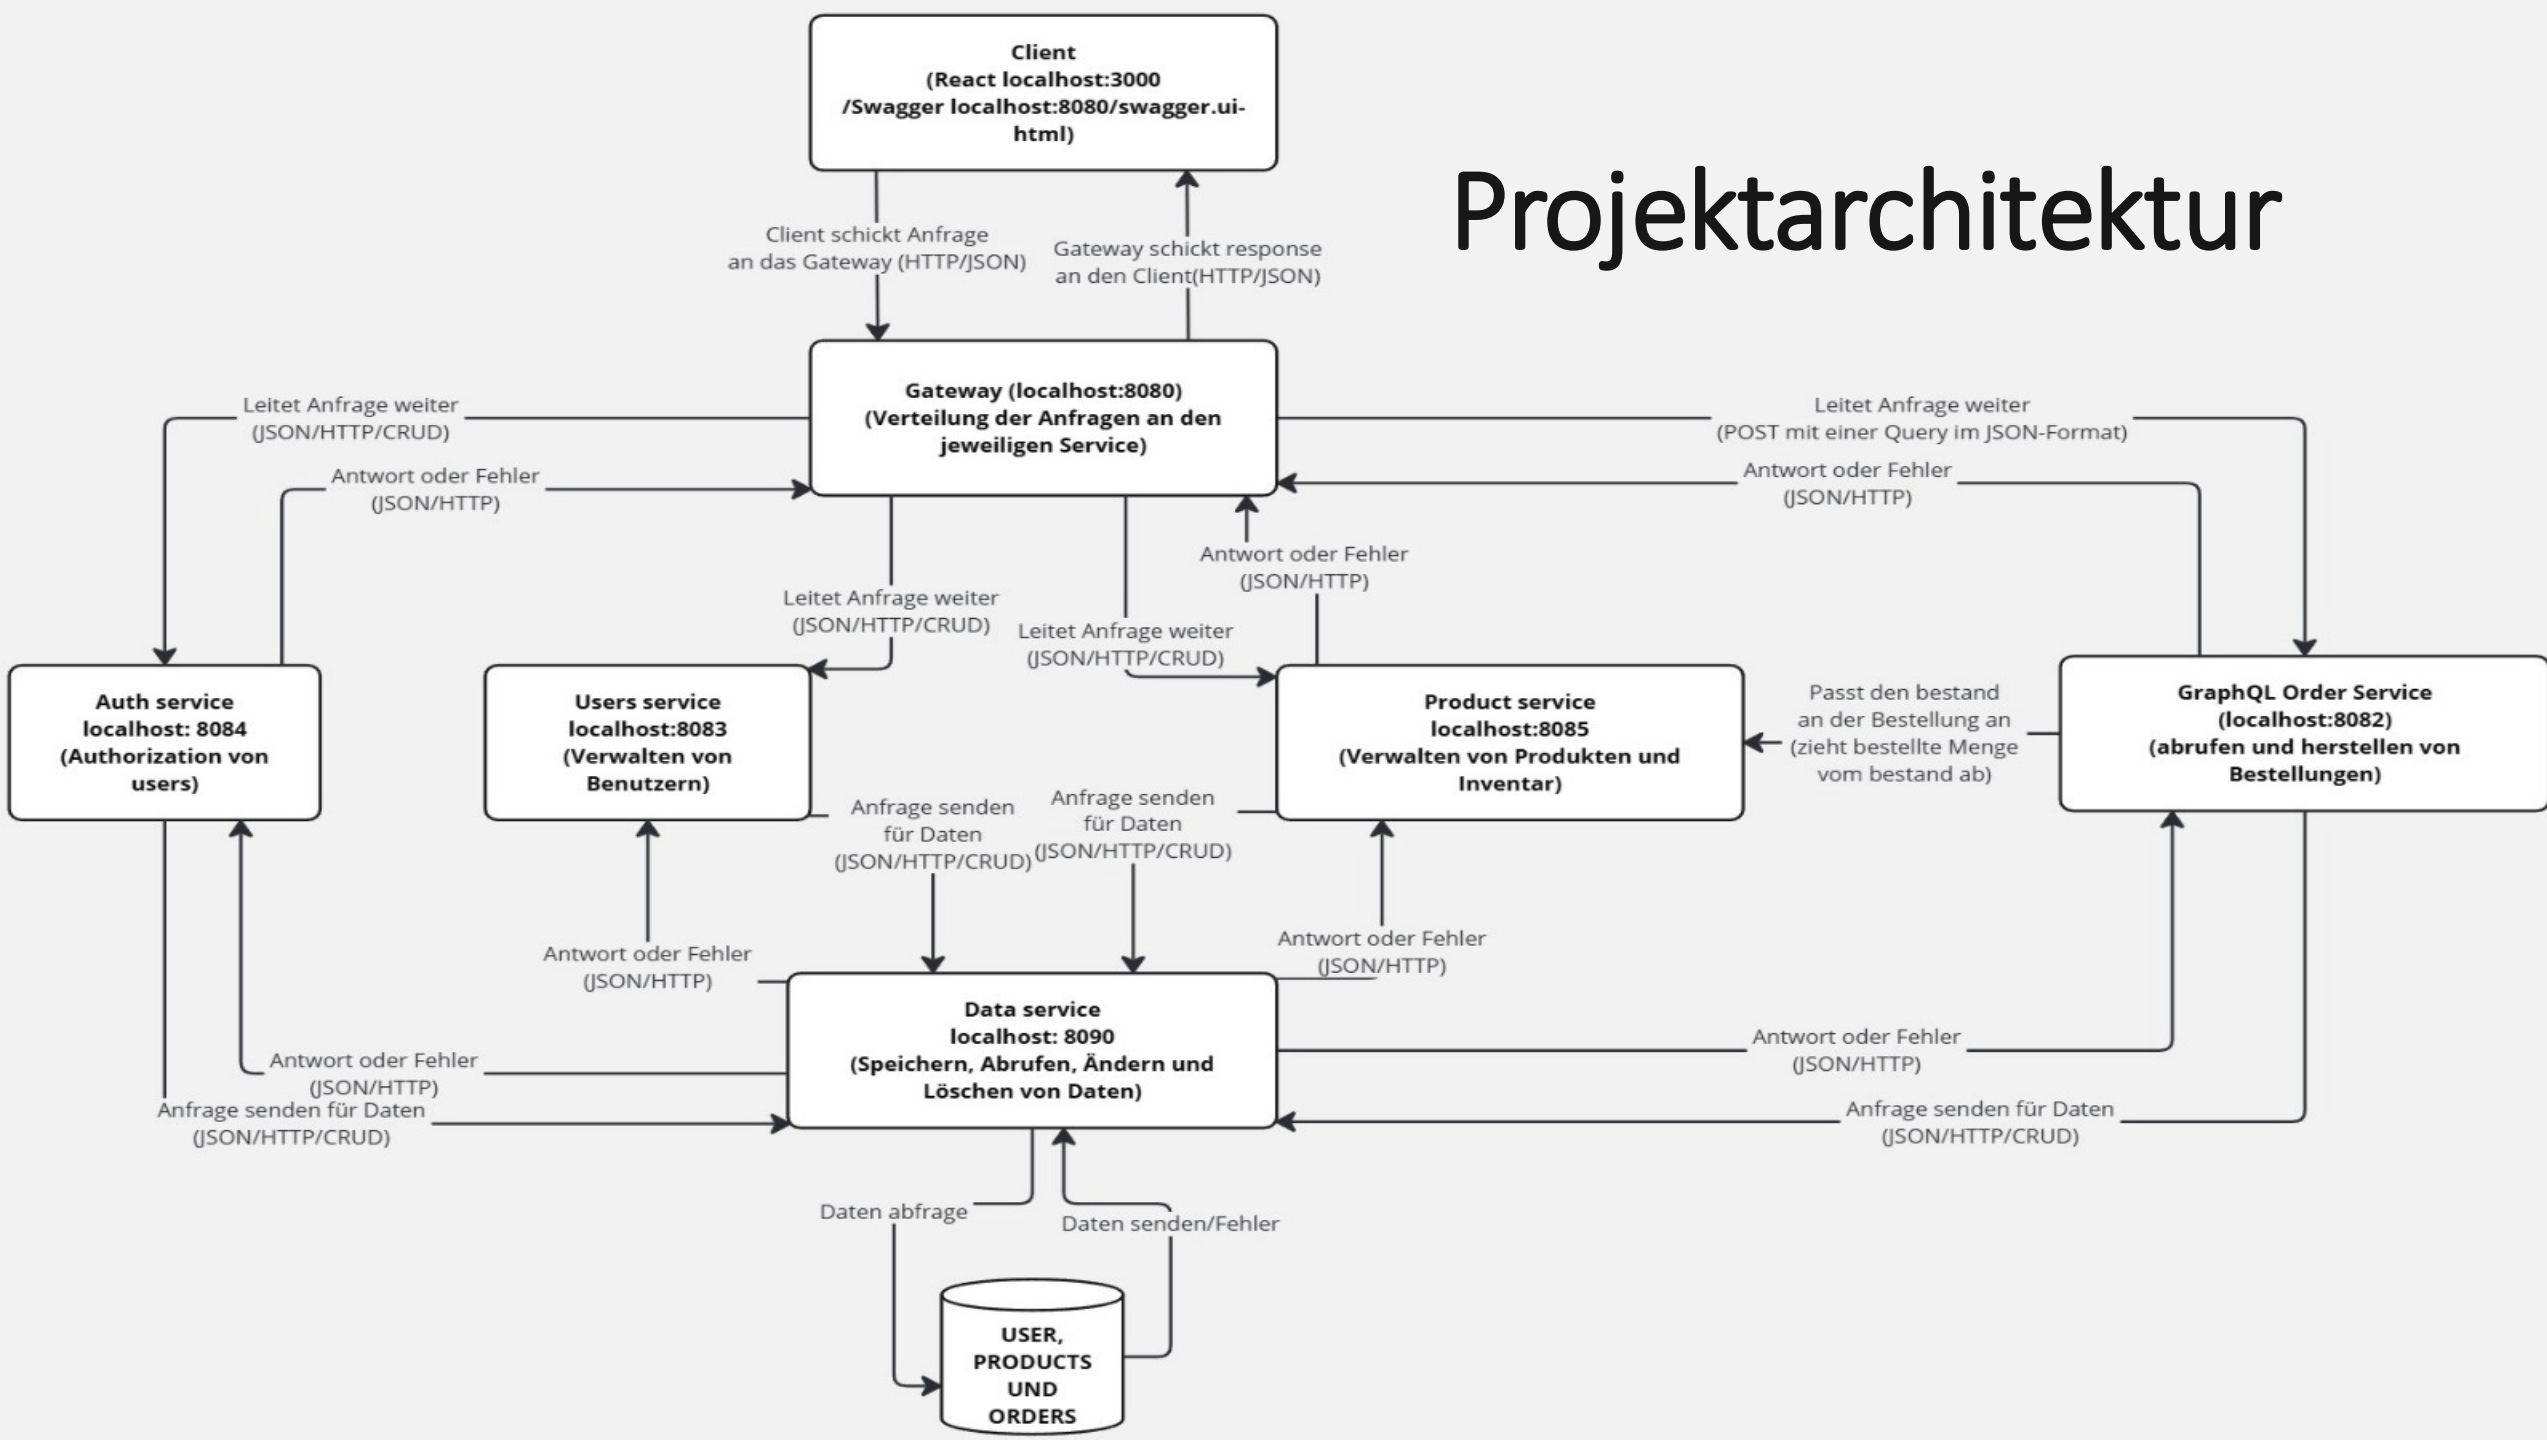 Client
(React localhost:3000
/Swagger localhost:8080/swagger.ui-
html)
Projektarchitektur
Client schickt Anfrage
an das Gateway (HTTP/JSON)
Gateway schickt response
an den Client(HTTP/JSON)
Gateway (localhost:8080)
(Verteilung der Anfragen an den
jeweiligen Service)
Leitet Anfrage weiter
(JSON/HTTP/CRUD)
Antwort oder Fehler
(JSON/HTTP)
Leitet Anfrage weiter
(POST mit einer Query im JSON-Format)
Antwort oder Fehler
(JSON/HTTP)
Leitet Anfrage weiter
(JSON/HTTP/CRUD)
Leitet Anfrage weiter
(JSON/HTTP/CRUD)
Antwort oder Fehler
(JSON/HTTP)
Auth service
localhost: 8084
(Authorization von
users)
Users service
localhost:8083
(Verwalten von
Benutzern)
Product service
localhost:8085
(Verwalten von Produkten und
Inventar)
Passt den bestand
an der Bestellung an
(zieht bestellte Menge
vom bestand ab)
GraphQL Order Service
(localhost:8082)
(abrufen und herstellen von
Bestellungen)
Anfrage senden
für Daten
(JSON/HTTP/CRUD)
Anfrage senden
für Daten
(JSON/HTTP/CRUD)
Antwort oder Fehler
(JSON/HTTP)
Antwort oder Fehler
(JSON/HTTP)
Data service
localhost: 8090
(Speichern, Abrufen, Ändern und
Löschen von Daten)
Antwort oder Fehler
(JSON/HTTP)
Anfrage senden für Daten
(JSON/HTTP/CRUD)
Antwort oder Fehler
(JSON/HTTP)
Anfrage senden für Daten
(JSON/HTTP/CRUD)
Daten abfrage
Daten senden/Fehler
USER,
PRODUCTS
UND
ORDERS